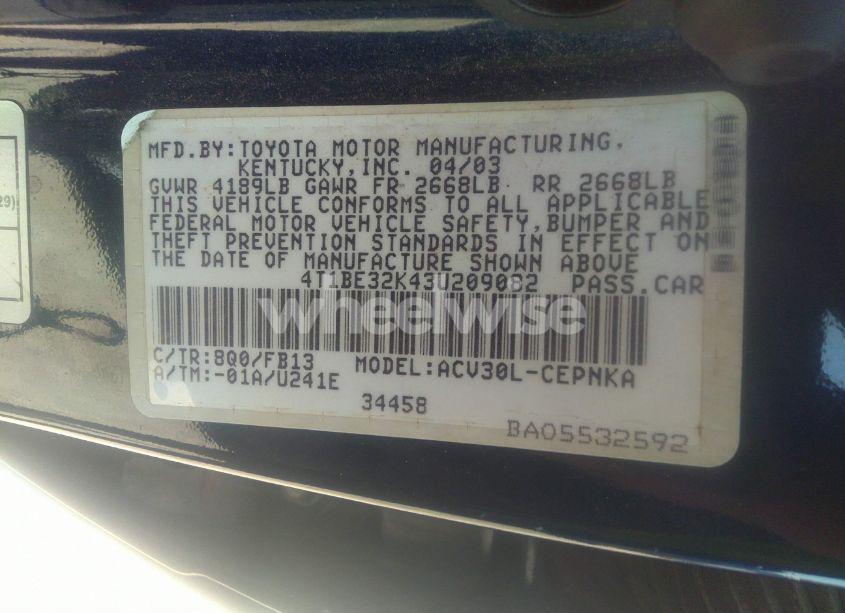 29)
MFD.BY:TOYOTA MOTOR MANUFACTURING,
KENTUCKY,INC. 04/03
GVWR 4189LB GAWR FR 2668LB RR 2668LB
THIS VEHICLE CONFORMS TO ALL APPLICABLE
FEDERAL MOTOR VEHICLE SAFETY,BUMPER AND
THEFT PREVENTION STANDARDS IN EFFECT ON
THE DATE OF MANUFACTURE SHOWN ABOVE
4T1BE32K43U209082 PASS.CAR
wheelwise
C/TR:8Q0/FB13 MODEL:ACV30L-CEPNKA
A/TM:-01A/U241E
34458
BA05532592